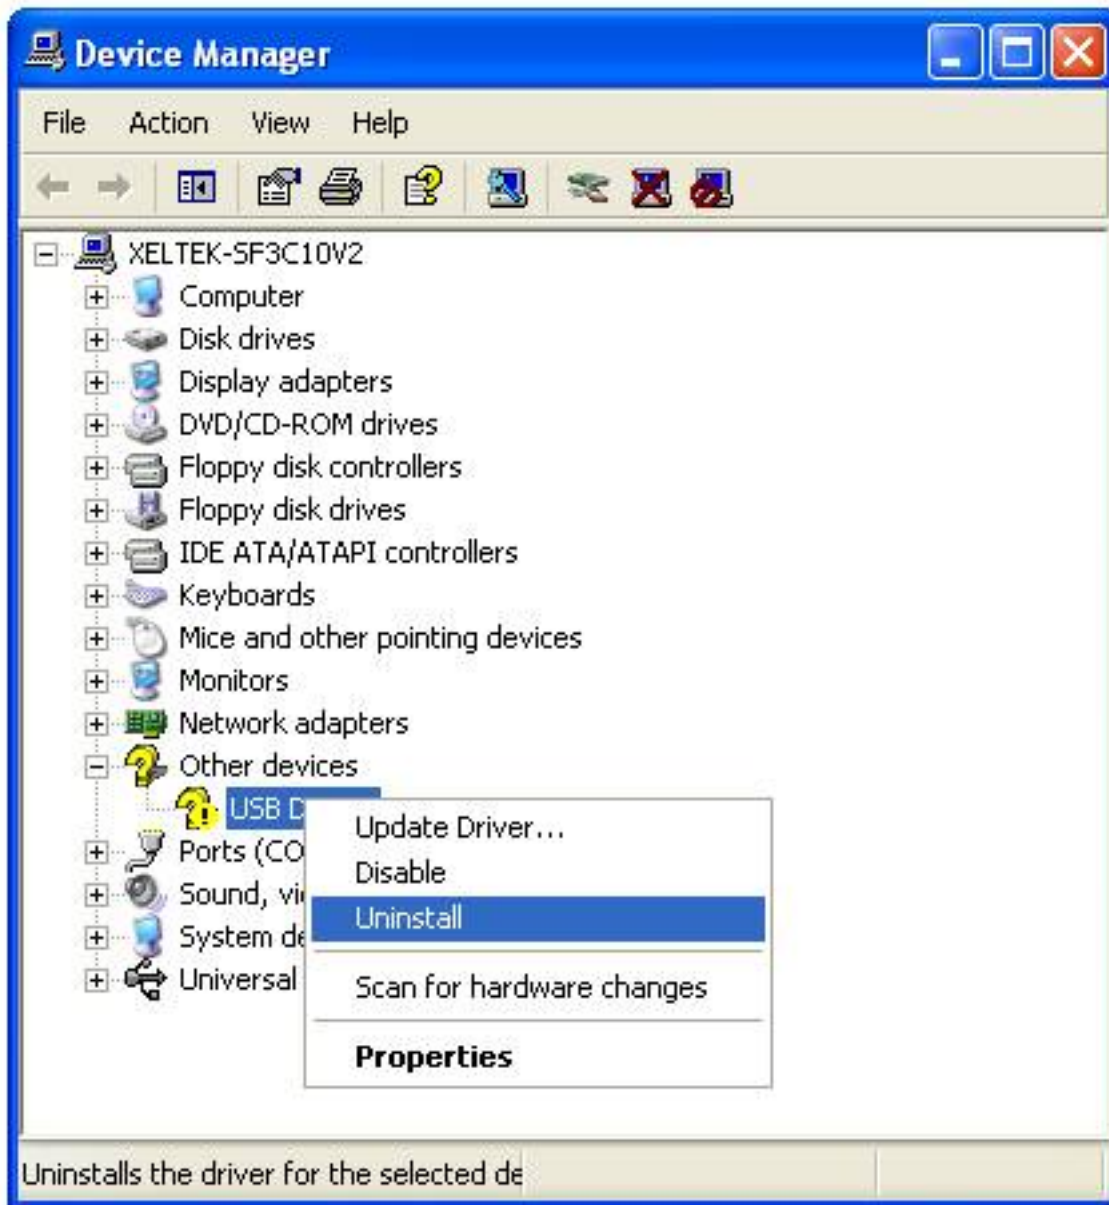 Device Manager
File Action View Help
XELTEK-SF3C10V2
Computer
Disk drives
Display adapters
DVD/CD-ROM drives
Floppy disk controllers
Floppy disk drives
IDE ATA/ATAPI controllers
Keyboards
Mice and other pointing devices
Monitors
Network adapters
Other devices
USB D
Ports (CO
Sound, vi
System de
Universal
Update Driver...
Disable
Uninstall
Scan for hardware changes
Properties
Uninstalls the driver for the selected de